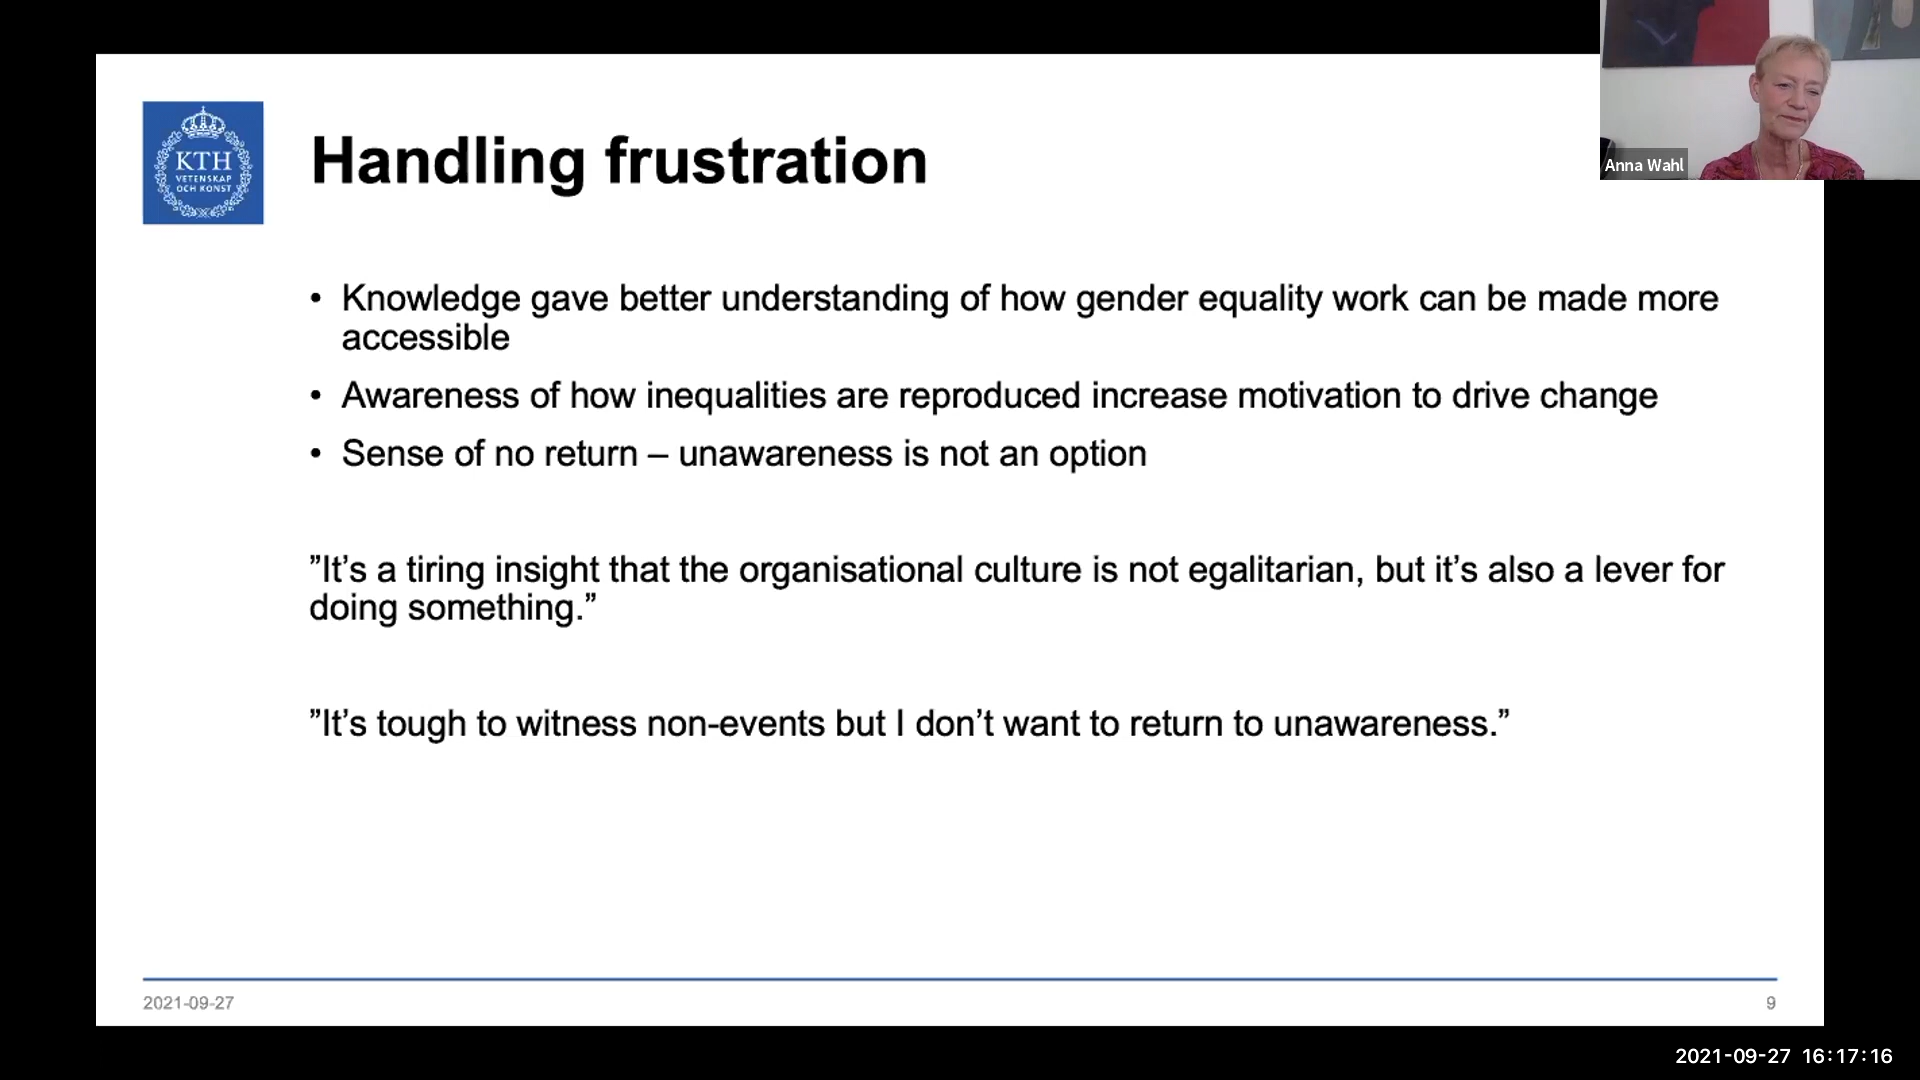 KTH
VETENSKAP
OCH KONST
Handling frustration
Anna Wahl
• Knowledge gave better understanding of how gender equality work can be made more
accessible
• Awareness of how inequalities are reproduced increase motivation to drive change
• Sense of no return – unawareness is not an option
”It’s a tiring insight that the organisational culture is not egalitarian, but it’s also a lever for
doing something.”
”It’s tough to witness non-events but I don’t want to return to unawareness.”
2021-09-27
9
2021-09-27 16:17:16